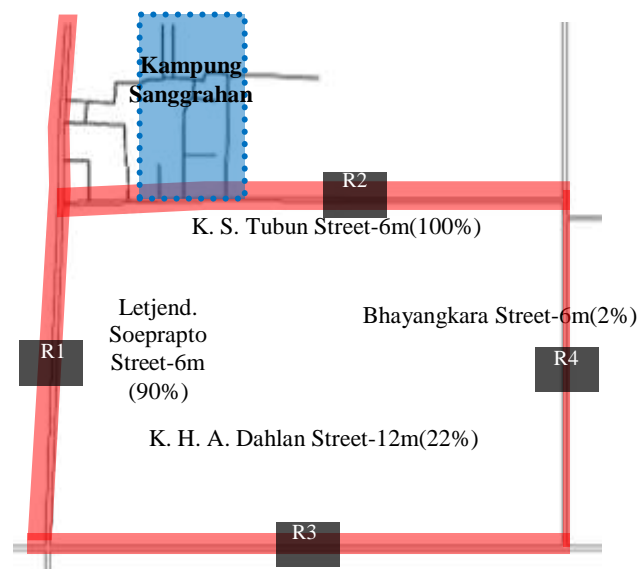 Kampung
Sanggrahan
R2
K. S. Tubun Street-6m(100%)
Letjend.
Soeprapto
Street-6m
(90%)
Bhayangkara Street-6m(2%)
R1
R4
K. H. A. Dahlan Street-12m(22%)
R3